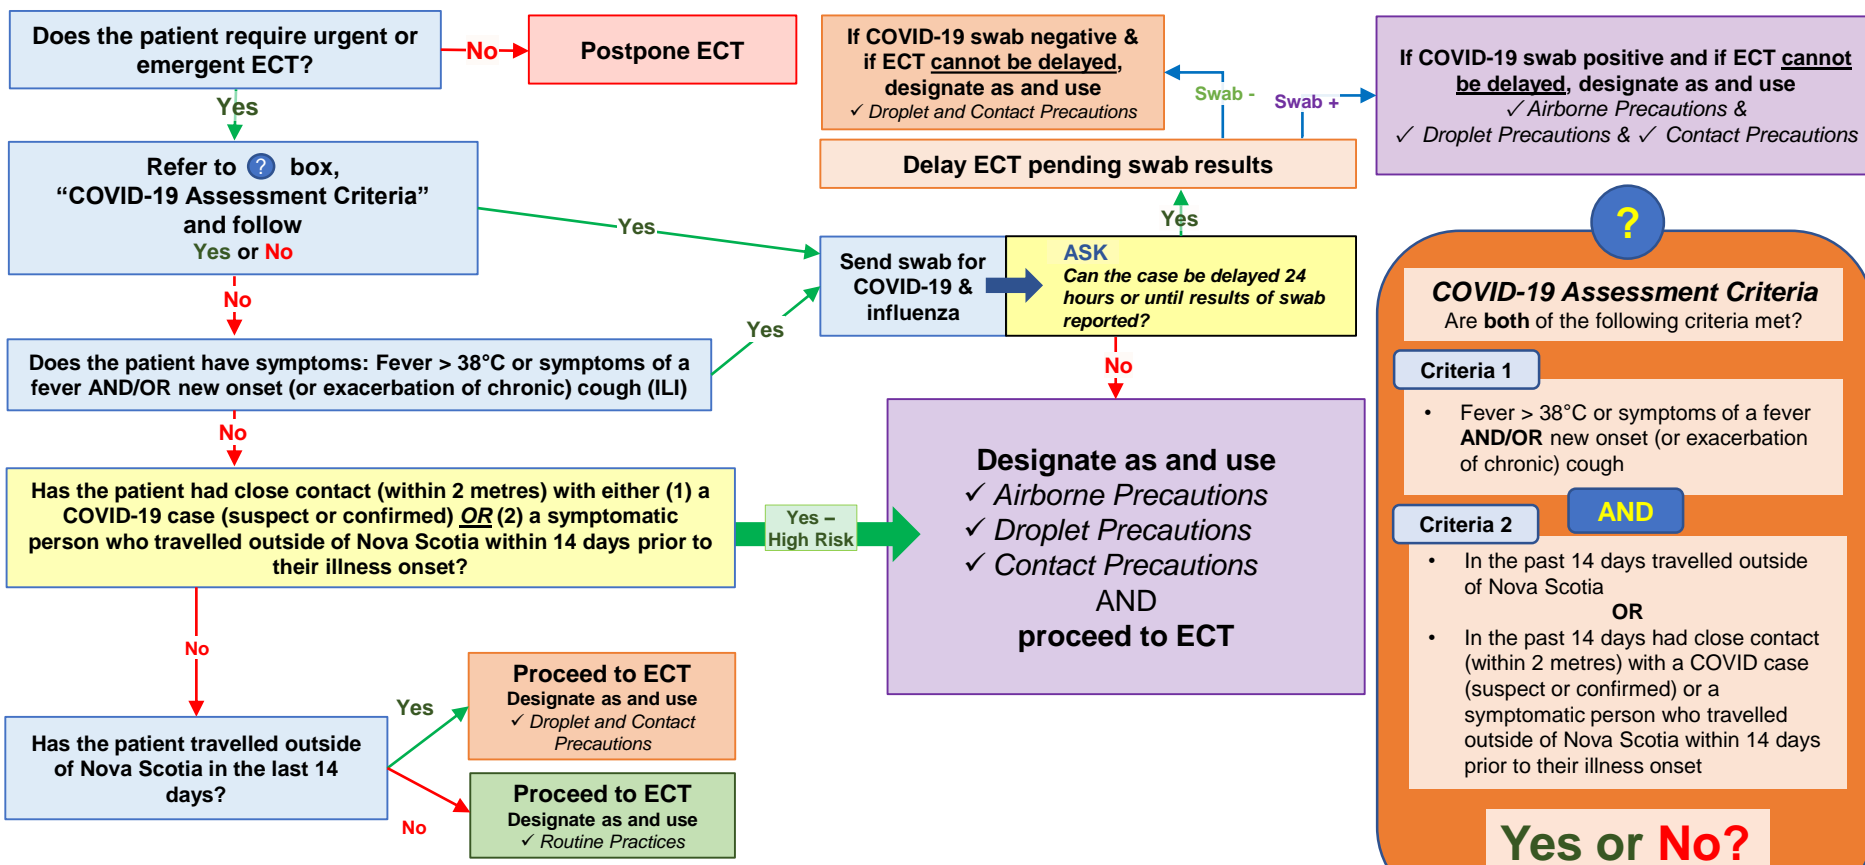 Does the patient require urgent or
emergent ECT?
No
Postpone ECT
Yes
Refer to ? box,
“COVID-19 Assessment Criteria”
and follow
Yes or No
Yes
No
Does the patient have symptoms: Fever > 38°C or symptoms of a
fever AND/OR new onset (or exacerbation of chronic) cough (ILI)
Yes
No
Has the patient had close contact (within 2 metres) with either (1) a
COVID-19 case (suspect or confirmed) OR (2) a symptomatic
person who travelled outside of Nova Scotia within 14 days prior to
their illness onset?
Yes –
High Risk
No
Has the patient travelled outside
of Nova Scotia in the last 14
days?
Yes
Proceed to ECT
Designate as and use
✓ Droplet and Contact
Precautions
No
Proceed to ECT
Designate as and use
✓ Routine Practices
If COVID-19 swab negative &
if ECT cannot be delayed,
designate as and use
✓ Droplet and Contact Precautions
Swab -
Swab +
If COVID-19 swab positive and if ECT cannot
be delayed, designate as and use
✓ Airborne Precautions &
✓ Droplet Precautions & ✓ Contact Precautions
Delay ECT pending swab results
Yes
Send swab for
COVID-19 &
influenza
ASK
Can the case be delayed 24
hours or until results of swab
reported?
No
Designate as and use
✓ Airborne Precautions
✓ Droplet Precautions
✓ Contact Precautions
AND
proceed to ECT
?
COVID-19 Assessment Criteria
Are both of the following criteria met?
Criteria 1
• Fever > 38°C or symptoms of a fever
AND/OR new onset (or exacerbation
of chronic) cough
AND
Criteria 2
• In the past 14 days travelled outside
of Nova Scotia
OR
• In the past 14 days had close contact
(within 2 metres) with a COVID case
(suspect or confirmed) or a
symptomatic person who travelled
outside of Nova Scotia within 14 days
prior to their illness onset
Yes or No?